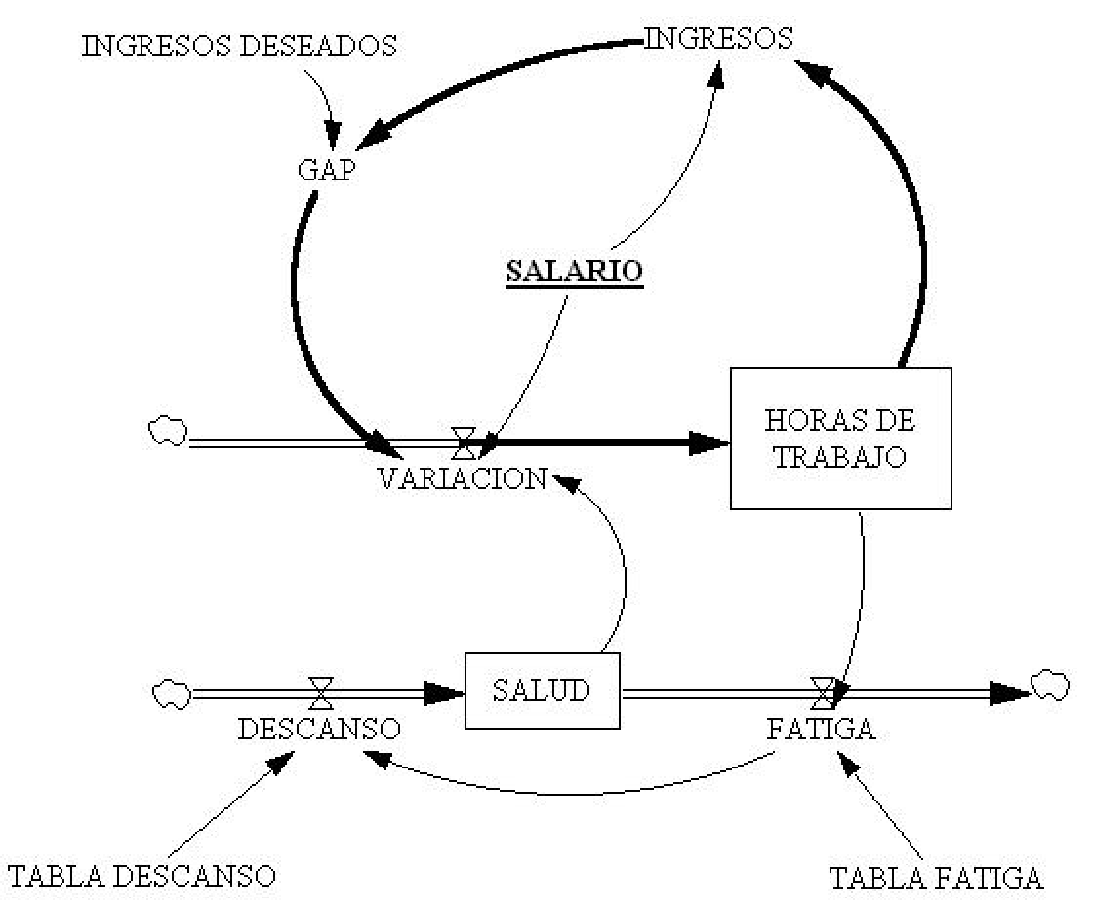 INGRESOS DESEADOS
INGRESOS
GAP
SALARIO
HORAS DE
TRABAJO
VARIACION
SALUD
DESCANSO
FATIGA
TABLA DESCANSO
TABLA FATIGA